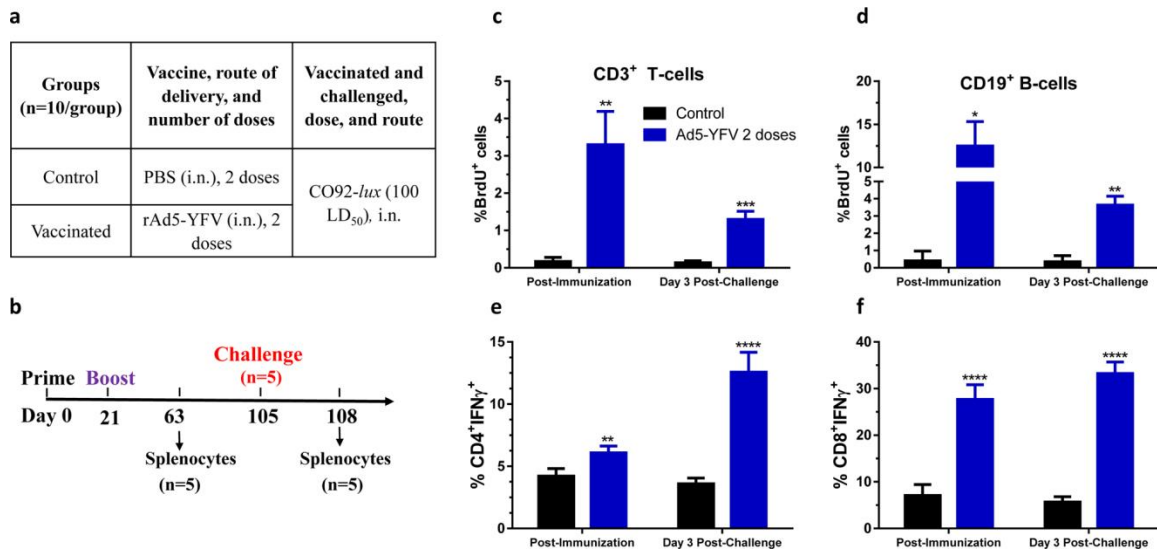 a
Groups
(n=10/group)
Vaccine, route of
delivery, and
number of doses
Vaccinated and
challenged,
dose, and route
Control
PBS (i.n.), 2 doses
CO92-lux (100
LD50), i.n.
Vaccinated
rAd5-YFV (i.n.), 2
doses
b
Prime
Boost
Challenge
(n=5)
Day 0
21
63
105
108
Splenocytes
(n=5)
Splenocytes
(n=5)
c
CD3+ T-cells
Control
Ad5-YFV 2 doses
%BrdU+ cells
5
4
3
2
1
0
**
***
Post-Immunization
Day 3 Post-Challenge
d
CD19+ B-cells
%BrdU+ cells
20
15
10
5
4
3
2
1
0
*
**
Post-Immunization
Day 3 Post-Challenge
e
% CD4+IFNγ+
15
10
5
0
**
****
Post-Immunization
Day 3 Post-Challenge
f
% CD8+IFNγ+
40
30
20
10
0
****
****
Post-Immunization
Day 3 Post-Challenge